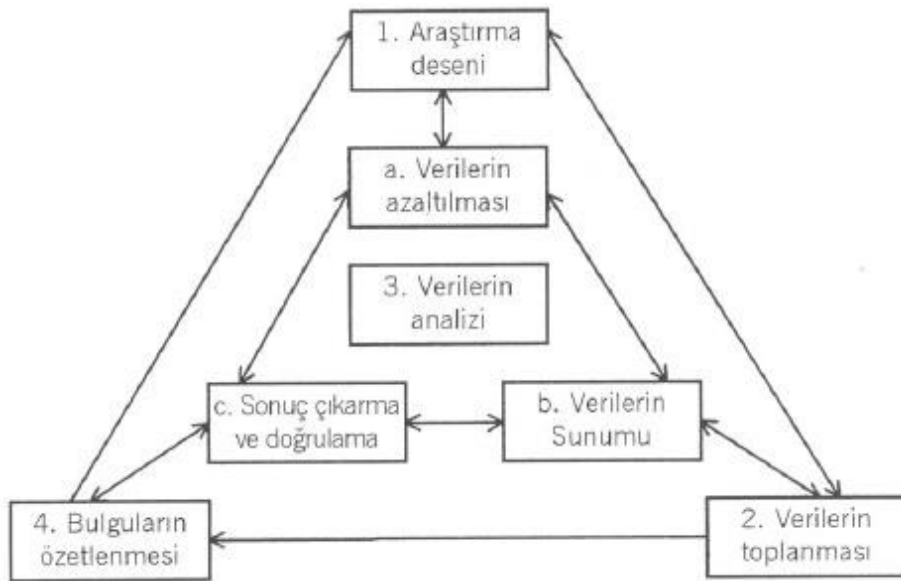 1. Araştırma
deseni
a. Verilerin
azaltılması
3. Verilerin
analizi
c. Sonuç çıkarma
ve doğrulama
b. Verilerin
Sunumu
4. Bulguların
özetlenmesi
2. Verilerin
toplanması